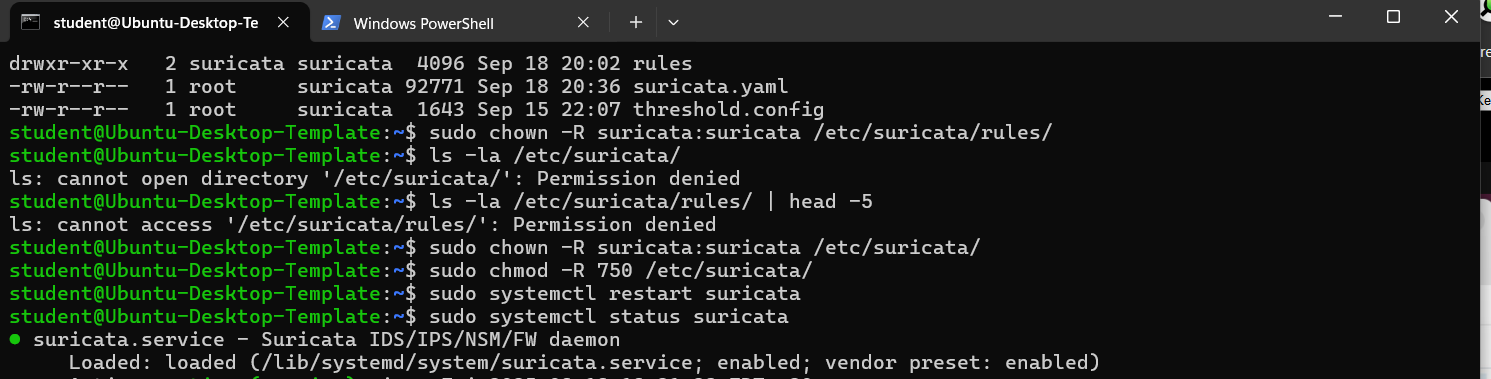 student@Ubuntu-Desktop-Te
Windows PowerShell
drwxr-xr-x   2 suricata suricata  4096 Sep 18 20:02 rules
-rw-r--r--   1 root     suricata 92771 Sep 18 20:36 suricata.yaml
-rw-r--r--   1 root     suricata  1643 Sep 15 22:07 threshold.config
student@Ubuntu-Desktop-Template:~$ sudo chown -R suricata:suricata /etc/suricata/rules/
student@Ubuntu-Desktop-Template:~$ ls -la /etc/suricata/
ls: cannot open directory '/etc/suricata/': Permission denied
student@Ubuntu-Desktop-Template:~$ ls -la /etc/suricata/rules/ | head -5
ls: cannot access '/etc/suricata/rules/': Permission denied
student@Ubuntu-Desktop-Template:~$ sudo chown -R suricata:suricata /etc/suricata/
student@Ubuntu-Desktop-Template:~$ sudo chmod -R 750 /etc/suricata/
student@Ubuntu-Desktop-Template:~$ sudo systemctl restart suricata
student@Ubuntu-Desktop-Template:~$ sudo systemctl status suricata
● suricata.service - Suricata IDS/IPS/NSM/FW daemon
     Loaded: loaded (/lib/systemd/system/suricata.service; enabled; vendor preset: enabled)